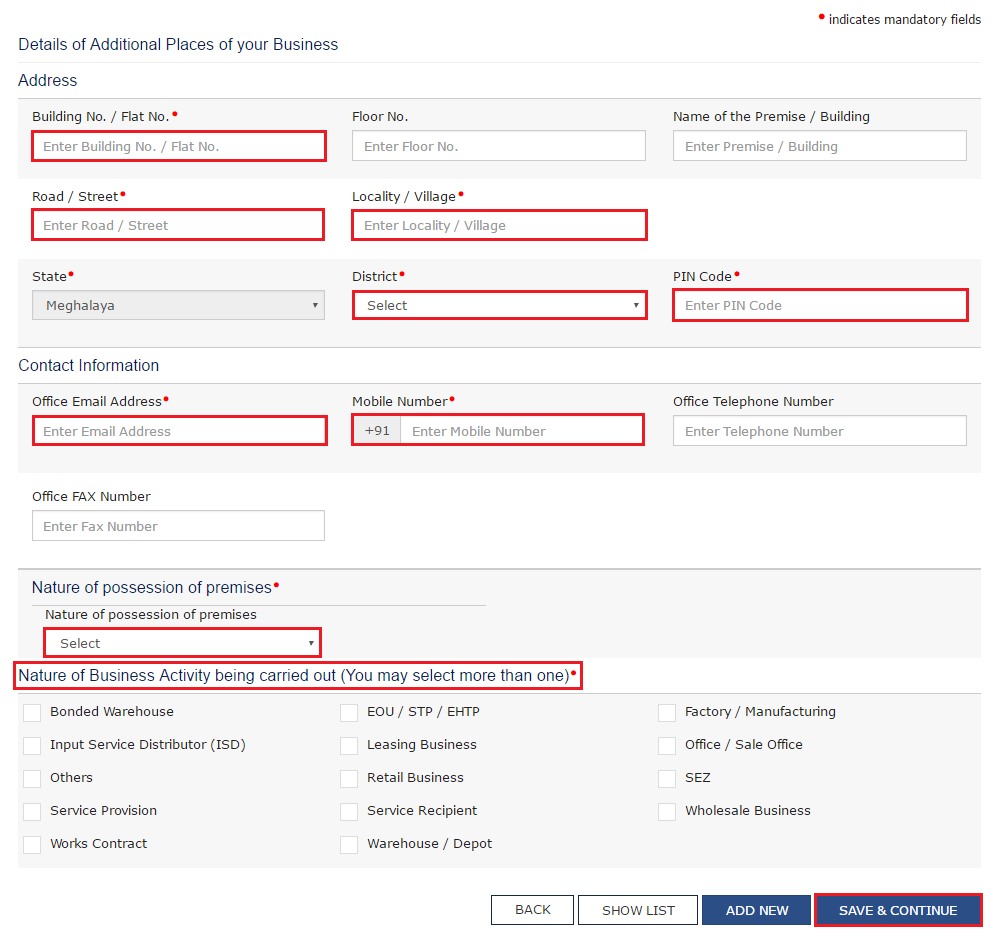 • indicates mandatory fields
Details of Additional Places of your Business
Address
Building No. / Flat No.• Floor No. Name of the Premise / Building
Enter Building No. / Flat No. Enter Floor No. Enter Premise / Building
Road / Street• Locality / Village•
Enter Road / Street Enter Locality / Village
State• District• PIN Code•
Meghalaya Select Enter PIN Code
Contact Information
Office Email Address• Mobile Number• Office Telephone Number
Enter Email Address +91 Enter Mobile Number Enter Telephone Number
Office FAX Number
Enter Fax Number
Nature of possession of premises•
Nature of possession of premises
Select
Nature of Business Activity being carried out (You may select more than one)•
Bonded Warehouse EOU / STP / EHTP Factory / Manufacturing
Input Service Distributor (ISD) Leasing Business Office / Sale Office
Others Retail Business SEZ
Service Provision Service Recipient Wholesale Business
Works Contract Warehouse / Depot
BACK SHOW LIST ADD NEW SAVE & CONTINUE